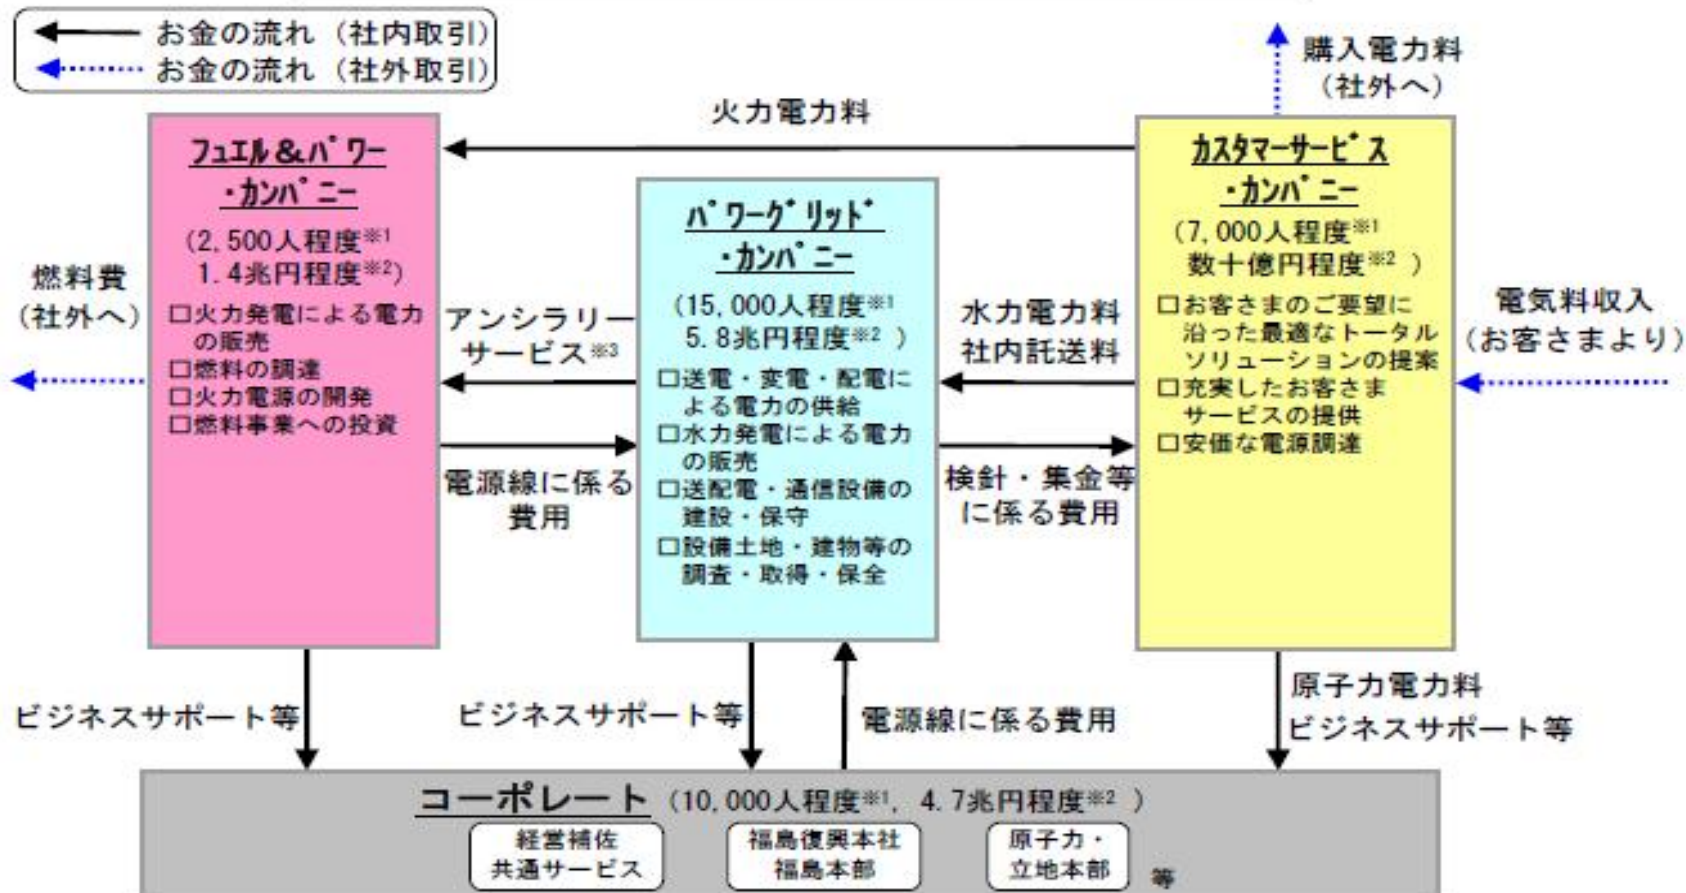 お金の流れ（社内取引）
お金の流れ（社外取引）
購入電力料
（社外へ）
火力電力料
ﾌｭｴﾙ＆ﾊﾟﾜｰ
・ｶﾝﾊﾟﾆｰ
（2,500人程度※1
1.4兆円程度※2）
□火力発電による電力
の販売
□燃料の調達
□火力電源の開発
□燃料事業への投資
燃料費
（社外へ）
アンシラリー
サービス※3
電源線に係る
費用
ﾊﾟﾜｰｸﾞﾘｯﾄﾞ
・ｶﾝﾊﾟﾆｰ
（15,000人程度※1
5.8兆円程度※2 ）
□送電・変電・配電に
よる電力の供給
□水力発電による電力
の販売
□送配電・通信設備の
建設・保守
□設備土地・建物等の
調査・取得・保全
水力電力料
社内託送料
検針・集金等
に係る費用
ｶｽﾀﾏｰｻｰﾋﾞｽ
・ｶﾝﾊﾟﾆｰ
（7,000人程度※1
数十億円程度※2 ）
□お客さまのご要望に
沿った最適なトータル
ソリューションの提案
□充実したお客さま
サービスの提供
□安価な電源調達
電気料収入
（お客さまより）
ビジネスサポート等
ビジネスサポート等
電源線に係る費用
原子力電力料
ビジネスサポート等
コーポレート（10,000人程度※1, 4.7兆円程度※2 ）
経営補佐
共通サービス
福島復興本社
福島本部
原子力・
立地本部
等